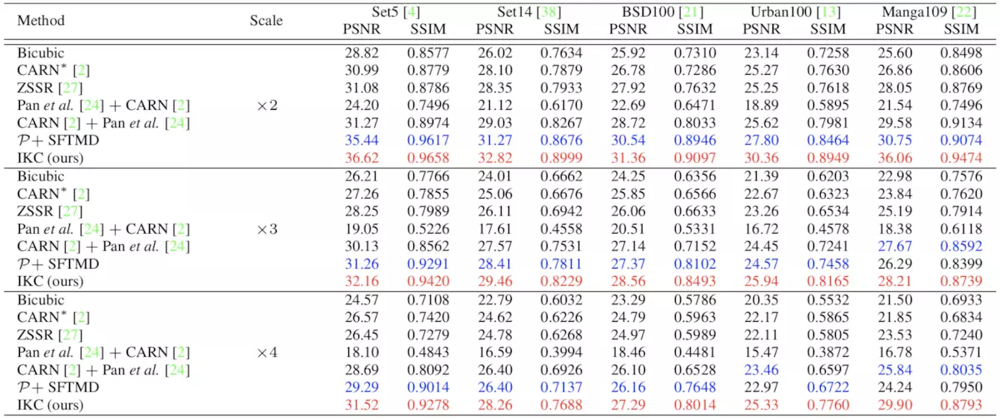 Method Scale Set5 [4] Set14 [38] BSD100 [21] Urban100 [13] Manga109 [22]
PSNR SSIM PSNR SSIM PSNR SSIM PSNR SSIM PSNR SSIM
Bicubic 28.82 0.8577 26.02 0.7634 25.92 0.7310 23.14 0.7258 25.60 0.8498
CARN* [2] 30.99 0.8779 28.10 0.7879 26.78 0.7286 25.27 0.7630 26.86 0.8606
ZSSR [27] 31.08 0.8786 28.35 0.7933 27.92 0.7632 25.25 0.7618 28.05 0.8769
Pan et al. [24] + CARN [2] ×2 24.20 0.7496 21.12 0.6170 22.69 0.6471 18.89 0.5895 21.54 0.7496
CARN [2] + Pan et al. [24] 31.27 0.8974 29.03 0.8267 28.72 0.8033 25.62 0.7981 29.58 0.9134
𝒫+ SFTMD 35.44 0.9617 31.27 0.8676 30.54 0.8946 27.80 0.8464 30.75 0.9074
IKC (ours) 36.62 0.9658 32.82 0.8999 31.36 0.9097 30.36 0.8949 36.06 0.9474
Bicubic 26.21 0.7766 24.01 0.6662 24.25 0.6356 21.39 0.6203 22.98 0.7576
CARN* [2] 27.26 0.7855 25.06 0.6676 25.85 0.6566 22.67 0.6323 23.84 0.7620
ZSSR [27] 28.25 0.7989 26.11 0.6942 26.06 0.6633 23.26 0.6534 25.19 0.7914
Pan et al. [24] + CARN [2] ×3 19.05 0.5226 17.61 0.4558 20.51 0.5331 16.72 0.4578 18.38 0.6118
CARN [2] + Pan et al. [24] 30.13 0.8562 27.57 0.7531 27.14 0.7152 24.45 0.7241 27.67 0.8592
𝒫+ SFTMD 31.26 0.9291 28.41 0.7811 27.37 0.8102 24.57 0.7458 26.29 0.8399
IKC (ours) 32.16 0.9420 29.46 0.8229 28.56 0.8493 25.94 0.8165 28.21 0.8739
Bicubic 24.57 0.7108 22.79 0.6032 23.29 0.5786 20.35 0.5532 21.50 0.6933
CARN* [2] 26.57 0.7420 24.62 0.6226 24.79 0.5963 22.17 0.5865 21.85 0.6834
ZSSR [27] 26.45 0.7279 24.78 0.6268 24.97 0.5989 22.11 0.5805 23.53 0.7240
Pan et al. [24] + CARN [2] ×4 18.10 0.4843 16.59 0.3994 18.46 0.4481 15.47 0.3872 16.78 0.5371
CARN [2] + Pan et al. [24] 28.69 0.8092 26.40 0.6926 26.10 0.6528 23.46 0.6597 25.84 0.8035
𝒫+ SFTMD 29.29 0.9014 26.40 0.7137 26.16 0.7648 22.97 0.6722 24.24 0.7950
IKC (ours) 31.52 0.9278 28.26 0.7688 27.29 0.8014 25.33 0.7760 29.90 0.8793